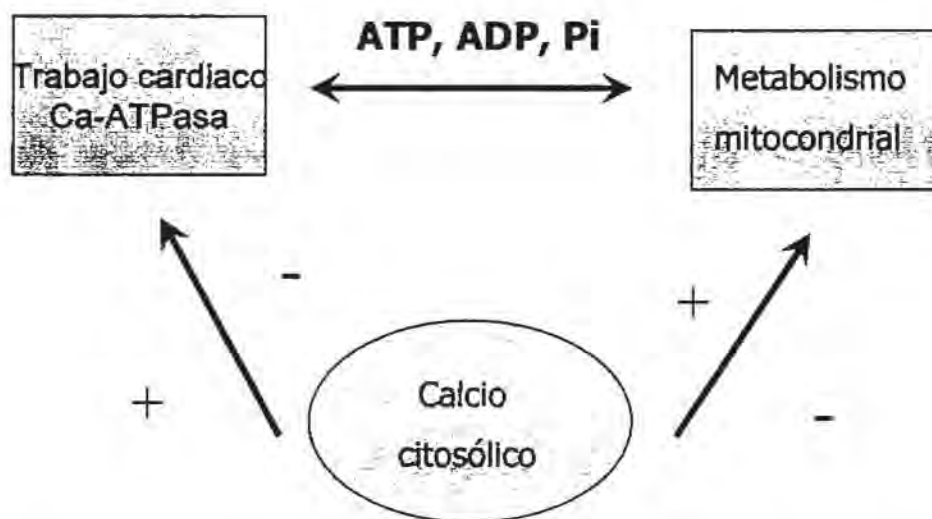 ATP, ADP, Pi
Trabajo cardiaco
Ca-ATPasa
Metabolismo
mitocondrial
-
+
+
-
Calcio
citosólico